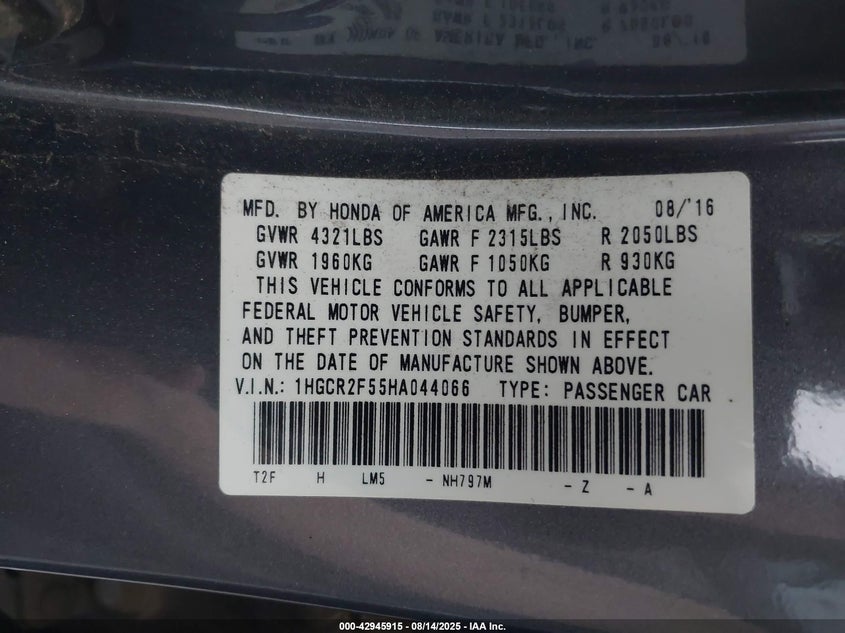 MFD. BY HONDA OF AMERICA MFG., INC. 08/'16
GVWR 4321LBS GAWR F 2315LBS R 2050LBS
GVWR 1960KG GAWR F 1050KG R 930KG
THIS VEHICLE CONFORMS TO ALL APPLICABLE
FEDERAL MOTOR VEHICLE SAFETY, BUMPER,
AND THEFT PREVENTION STANDARDS IN EFFECT
ON THE DATE OF MANUFACTURE SHOWN ABOVE.
V.I.N.: 1HGCR2F55HA044066 TYPE: PASSENGER CAR
T2F H LM5 - NH797M - Z - A
000-42945915 - 08/14/2025 - IAA Inc.